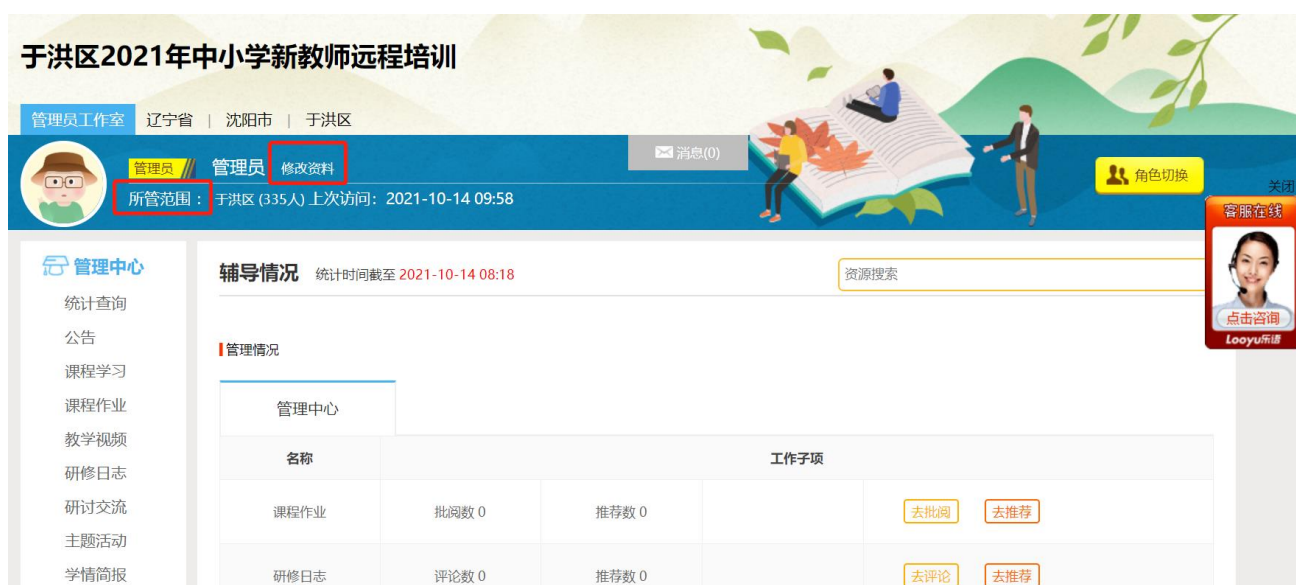 于洪区2021年中小学新教师远程培训
管理员工作室 辽宁省 | 沈阳市 | 于洪区
消息(0)
管理员 管理员 修改资料
角色切换
所管范围： 于洪区 (335人) 上次访问： 2021-10-14 09:58
关闭
客服在线
点击咨询
Looyu乐语
管理中心
统计查询
公告
课程学习
课程作业
教学视频
研修日志
研讨交流
主题活动
学情简报
辅导情况 统计时间截至 2021-10-14 08:18
资源搜索
管理情况
管理中心
名称 工作子项
课程作业 批阅数 0 推荐数 0 去批阅 去推荐
研修日志 评论数 0 推荐数 0 去评论 去推荐